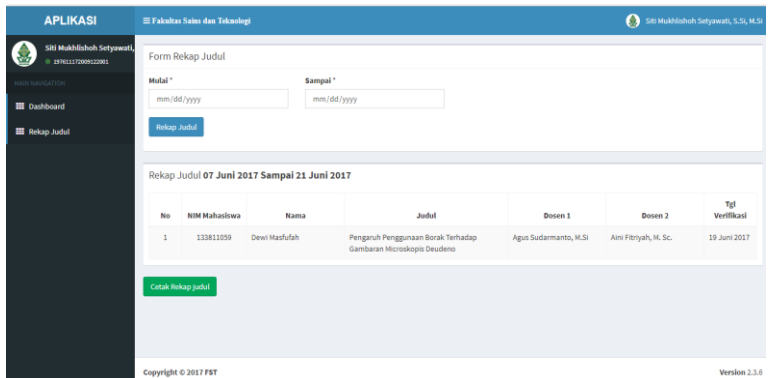 APLIKASI
Fakultas Sains dan Teknologi
Siti Mukhlishoh Setyawati, S.Si, M.Si
Siti Mukhlishoh Setyawati,
197611172009122001
MAIN NAVIGATION
Dashboard
Rekap Judul
Form Rekap Judul
Mulai * Sampai *
mm/dd/yyyy mm/dd/yyyy
Rekap Judul
Rekap Judul 07 Juni 2017 Sampai 21 Juni 2017
No NIM Mahasiswa Nama Judul Dosen 1 Dosen 2 Tgl Verifikasi
1 133811059 Dewi Masfufah Pengaruh Penggunaan Borak Terhadap Agus Sudarmanto, M.Si Aini Fitriyah, M. Sc. 19 Juni 2017
Gambaran Microskopis Deudeno
Cetak Rekap judul
Copyright © 2017 FST
Version 2.3.8